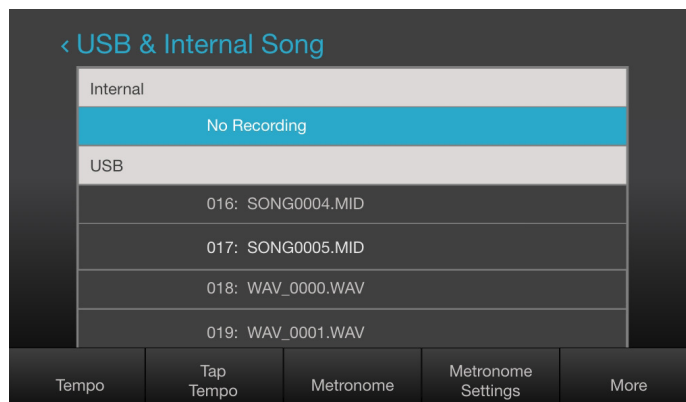 < USB & Internal Song
Internal
No Recording
USB
016: SONG0004.MID
017: SONG0005.MID
018: WAV_0000.WAV
019: WAV_0001.WAV
Tempo
Tap
Tempo
Metronome
Metronome
Settings
More